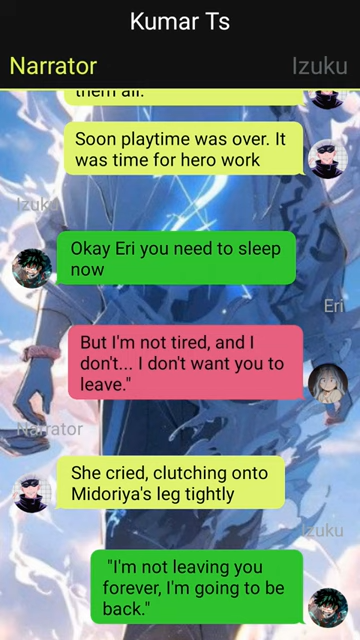 Kumar Ts
Narrator
Izuku
them all.
Soon playtime was over. It
was time for hero work
Izuku
Okay Eri you need to sleep
now
Eri
But I'm not tired, and I
don't... I don't want you to
leave."
Narrator
She cried, clutching onto
Midoriya's leg tightly
Izuku
"I'm not leaving you
forever, I'm going to be
back."